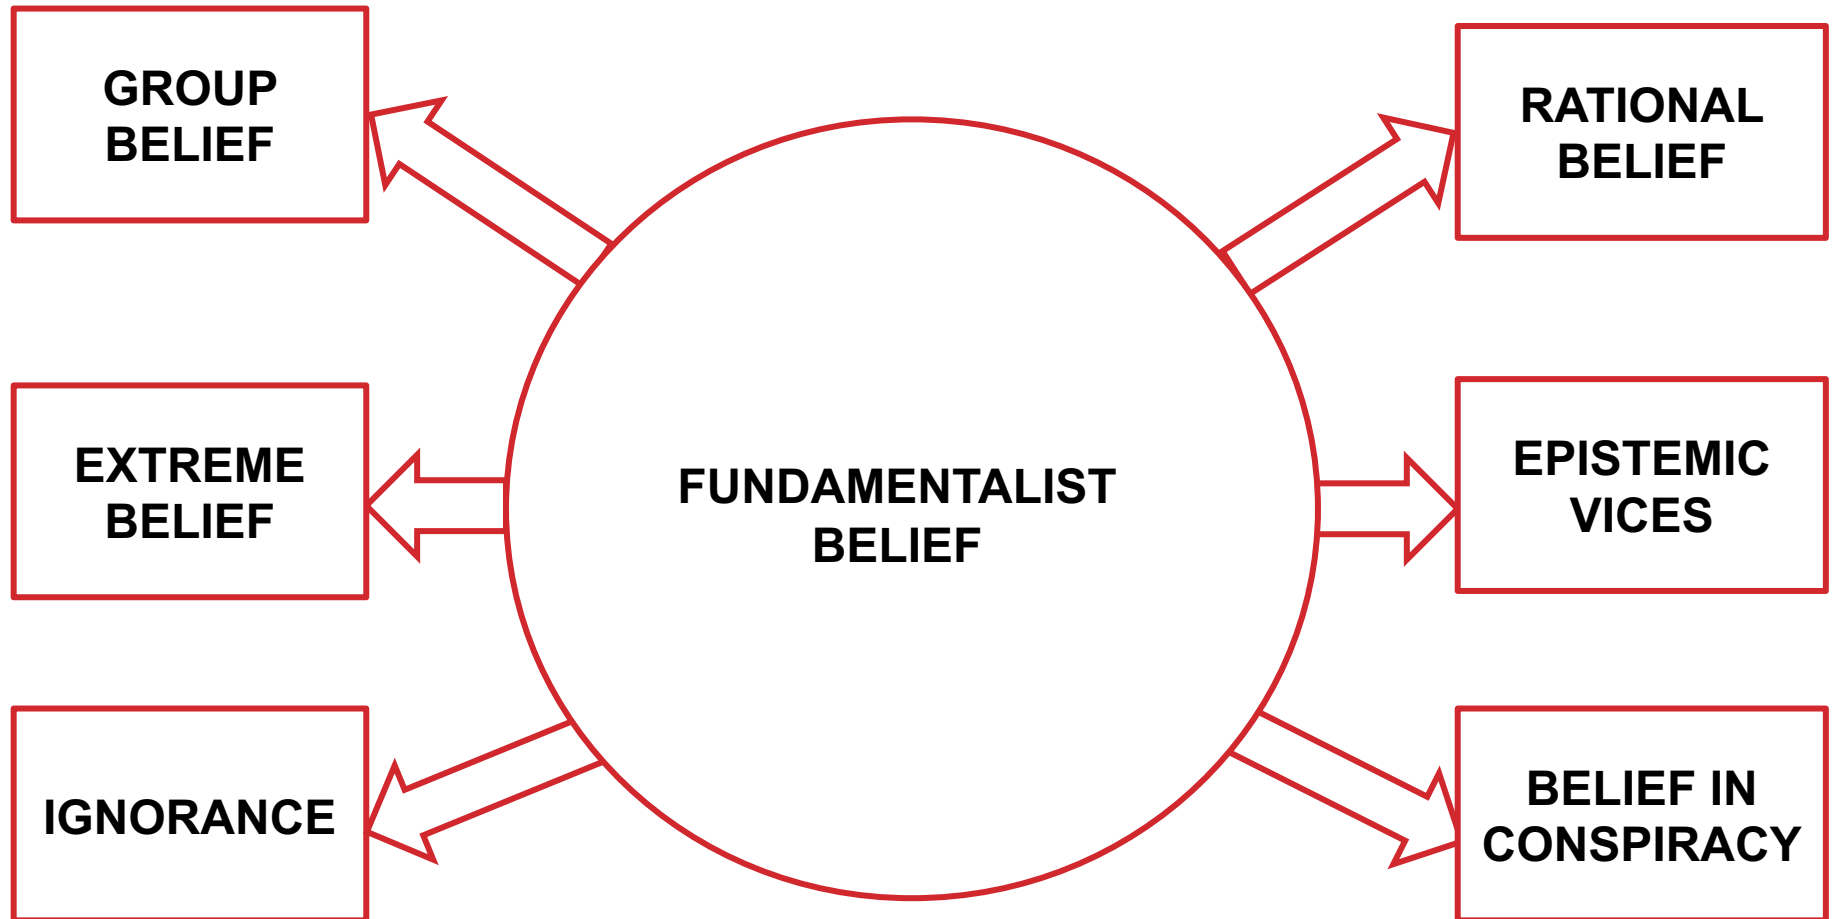 GROUP
BELIEF
RATIONAL
BELIEF
EXTREME
BELIEF
FUNDAMENTALIST
BELIEF
EPISTEMIC
VICES
IGNORANCE
BELIEF IN
CONSPIRACY